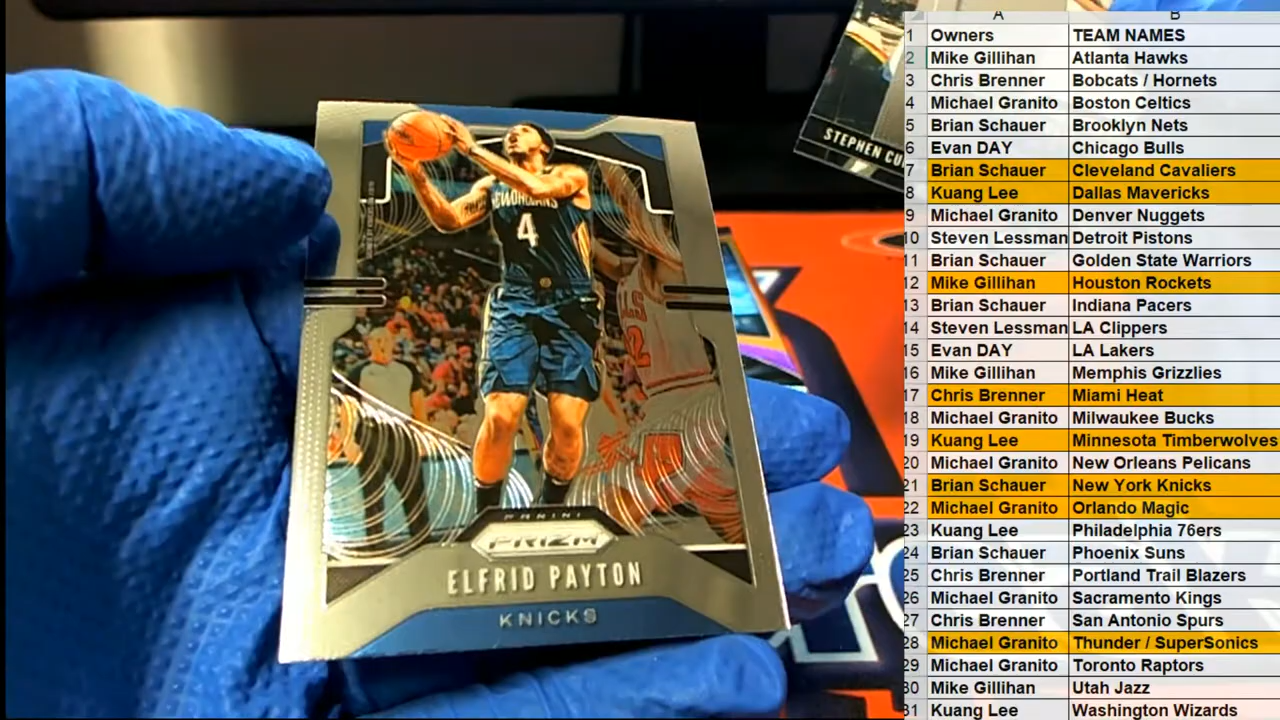 STEPHEN CU
NEW ORLEANS
4
PANINI
PRIZM
ELFRID PAYTON
KNICKS
A B
1 Owners TEAM NAMES
2 Mike Gillihan Atlanta Hawks
3 Chris Brenner Bobcats / Hornets
4 Michael Granito Boston Celtics
5 Brian Schauer Brooklyn Nets
6 Evan DAY Chicago Bulls
7 Brian Schauer Cleveland Cavaliers
8 Kuang Lee Dallas Mavericks
9 Michael Granito Denver Nuggets
10 Steven Lessman Detroit Pistons
11 Brian Schauer Golden State Warriors
12 Mike Gillihan Houston Rockets
13 Brian Schauer Indiana Pacers
14 Steven Lessman LA Clippers
15 Evan DAY LA Lakers
16 Mike Gillihan Memphis Grizzlies
17 Chris Brenner Miami Heat
18 Michael Granito Milwaukee Bucks
19 Kuang Lee Minnesota Timberwolves
20 Michael Granito New Orleans Pelicans
21 Brian Schauer New York Knicks
22 Michael Granito Orlando Magic
23 Kuang Lee Philadelphia 76ers
24 Brian Schauer Phoenix Suns
25 Chris Brenner Portland Trail Blazers
26 Michael Granito Sacramento Kings
27 Chris Brenner San Antonio Spurs
28 Michael Granito Thunder / SuperSonics
29 Michael Granito Toronto Raptors
30 Mike Gillihan Utah Jazz
31 Kuang Lee Washington Wizards